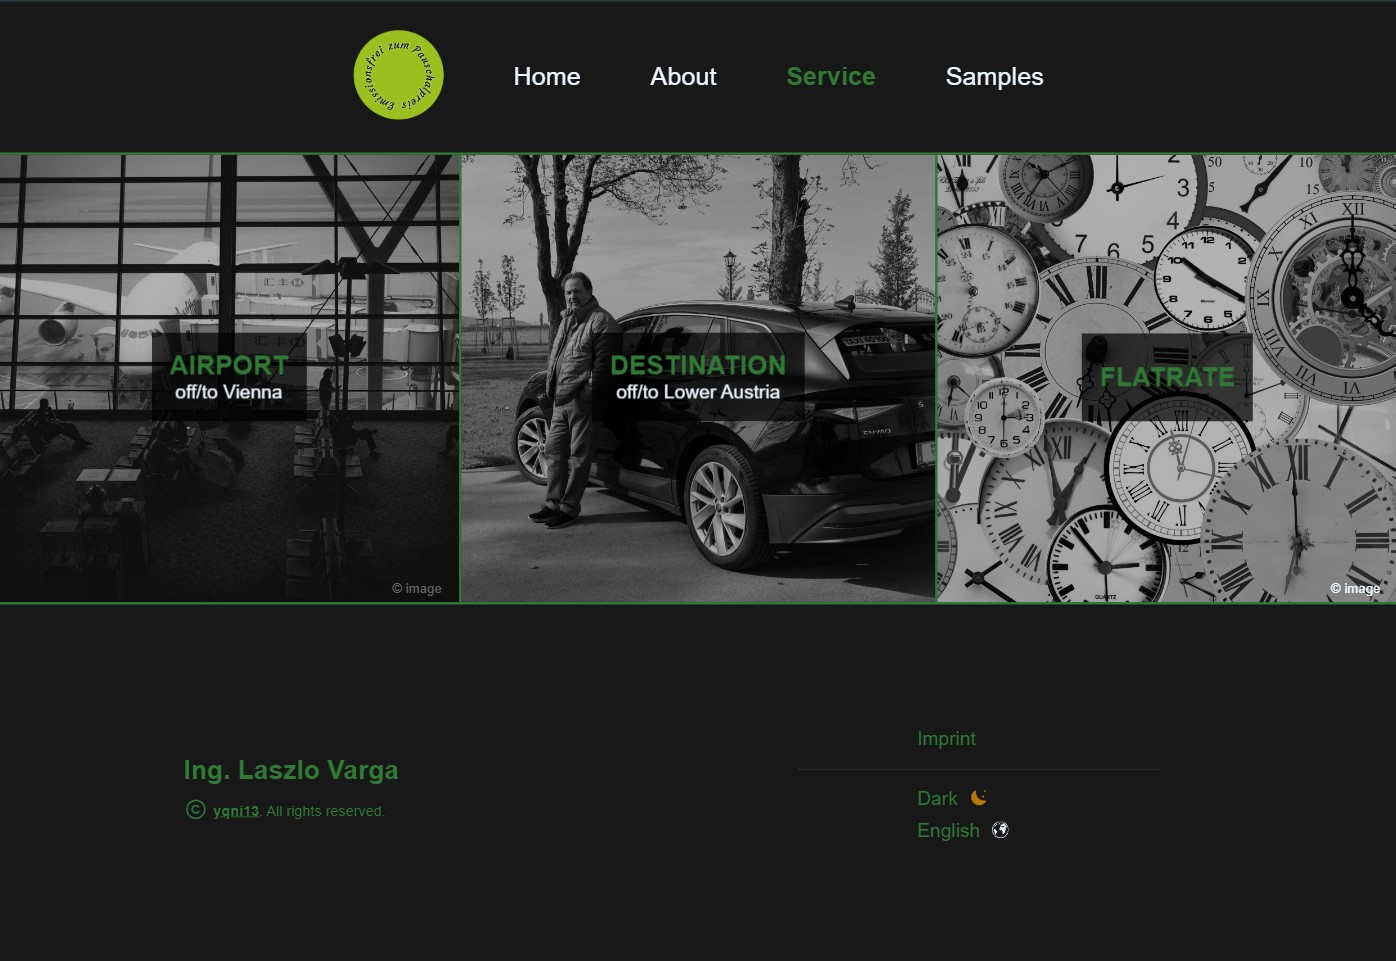 Emissionsfrei zum Pauschalpreis
Home
About
Service
Samples
AIRPORT
off/to Vienna
© image
DESTINATION
off/to Lower Austria
FLATRATE
© image
Ing. Laszlo Varga
© yqni13. All rights reserved.
Imprint
Dark
English